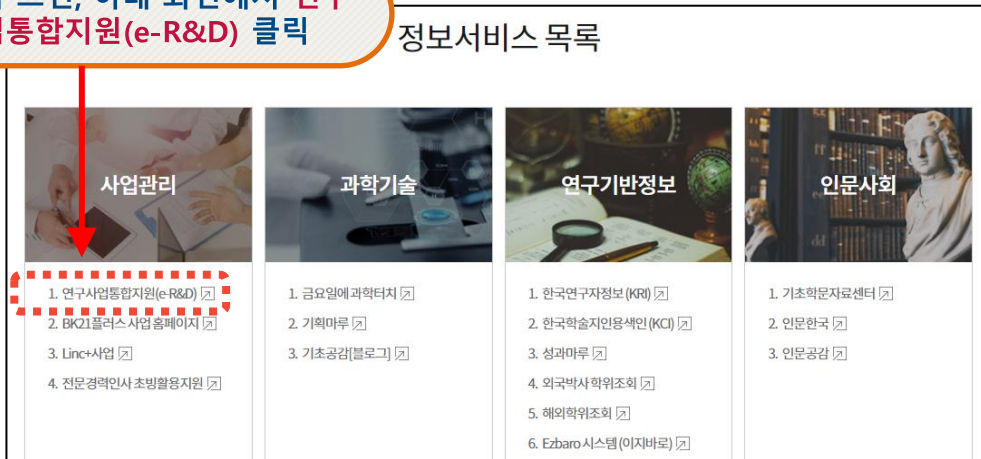 아래 화면에서 연구
통합지원(e-R&D) 클릭
정보서비스 목록
사업관리
1. 연구사업통합지원(e-R&D)
2. BK21플러스 사업 홈페이지
3. Linc+사업
4. 전문경력인사 초빙활용지원
과학기술
1. 금요일에 과학터치
2. 기획마루
3. 기초공감[블로그]
연구기반정보
1. 한국연구자정보(KRI)
2. 한국학술지인용색인(KCI)
3. 성과마루
4. 외국박사 학위조회
5. 해외학위조회
6. Ezbaro 시스템 (이지바로)
인문사회
1. 기초학문자료센터
2. 인문한국
3. 인문공감